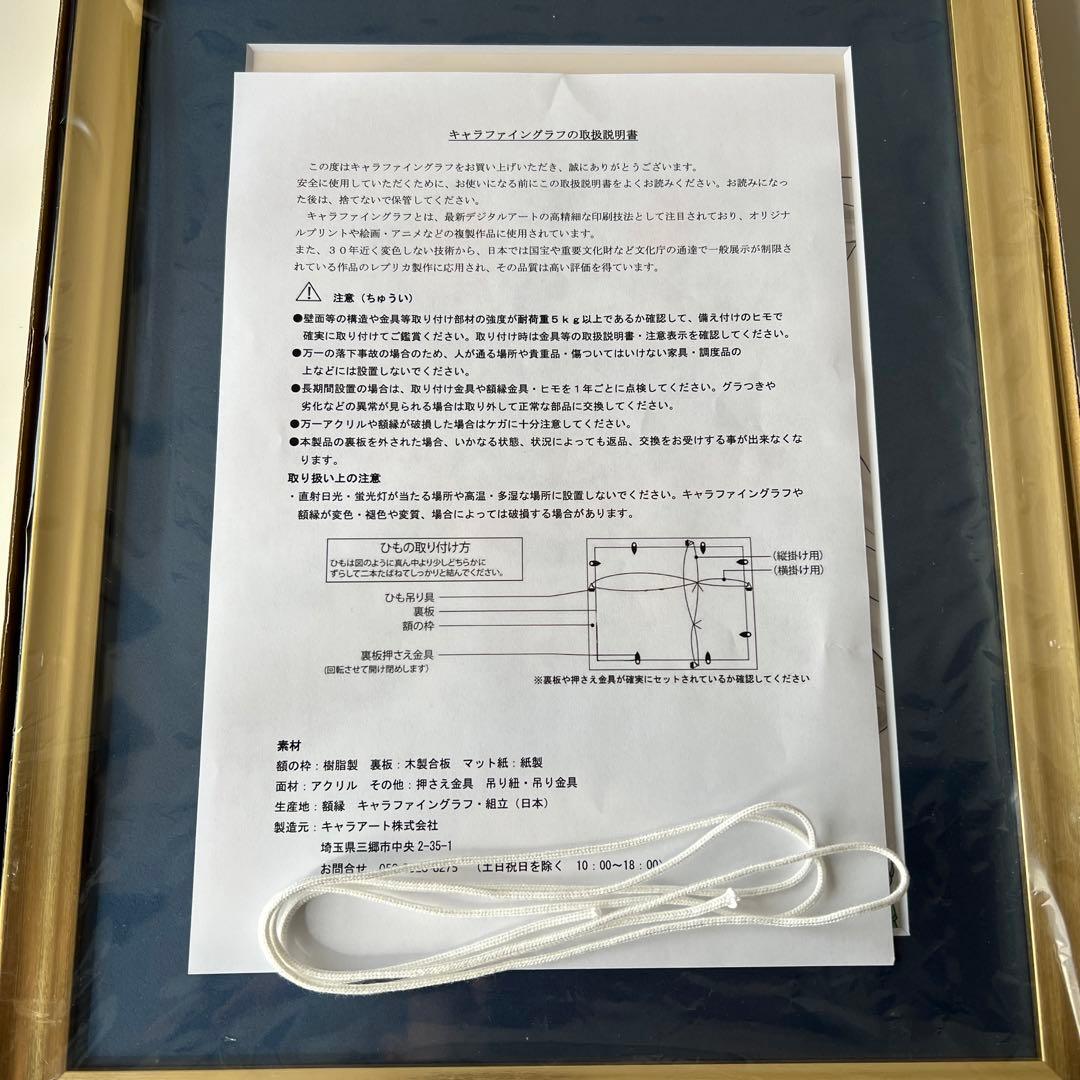 キャラファイングラフの取扱説明書
この度はキャラファイングラフをお買い上げいただき、誠にありがとうございます。
安全に使用していただくために、お使いになる前にこの取扱説明書をよくお読みください。お読みになっ
た後は、捨てないで保管してください。
キャラファイングラフとは、最新デジタルアートの高精細な印刷技法として注目されており、オリジナ
ルプリントや絵画・アニメなどの複製作品に使用されています。
また、３０年近く変色しない技術から、日本では国宝や重要文化財など文化庁の通達で一般展示が制限さ
れている作品のレプリカ製作に応用され、その品質は高い評価を得ています。
注意（ちゅうい）
●壁面等の構造や金具等取り付け部材の強度が耐荷重５ｋｇ以上であるか確認して、備え付けのヒモで
確実に取り付けてご鑑賞ください。取り付け時は金具等の取扱説明書・注意表示を確認してください。
●万一の落下事故の場合のため、人が通る場所や貴重品・傷ついてはいけない家具・調度品の
上などには設置しないでください。
●長期間設置の場合は、取り付け金具や額縁金具・ヒモを１年ごとに点検してください。グラつきや
劣化などの異常が見られる場合は取り外して正常な部品に交換してください。
●万一アクリルや額縁が破損した場合はケガに十分注意してください。
●本製品の裏板を外された場合、いかなる状態、状況によっても返品、交換をお受けする事が出来なくな
ります。
取り扱い上の注意
・直射日光・蛍光灯が当たる場所や高温・多湿な場所に設置しないでください。キャラファイングラフや
額縁が変色・褪色や変質、場合によっては破損する場合があります。
ひもの取り付け方
ひもは図のように真ん中より少しどちらかに
ずらして二本たばねてしっかりと結んでください。
(縦掛け用)
(横掛け用)
ひも吊り具
裏板
額の枠
裏板押さえ金具
(回転させて開け閉めします)
※裏板や押さえ金具が確実にセットされているか確認してください
素材
額の枠：樹脂製 裏板：木製合板 マット紙：紙製
面材：アクリル その他：押さえ金具 吊り紐・吊り金具
生産地：額縁 キャラファイングラフ・組立（日本）
製造元：キャラアート株式会社
埼玉県三郷市中央2-35-1
お問合せ （土日祝日を除く 10：00～18：00）